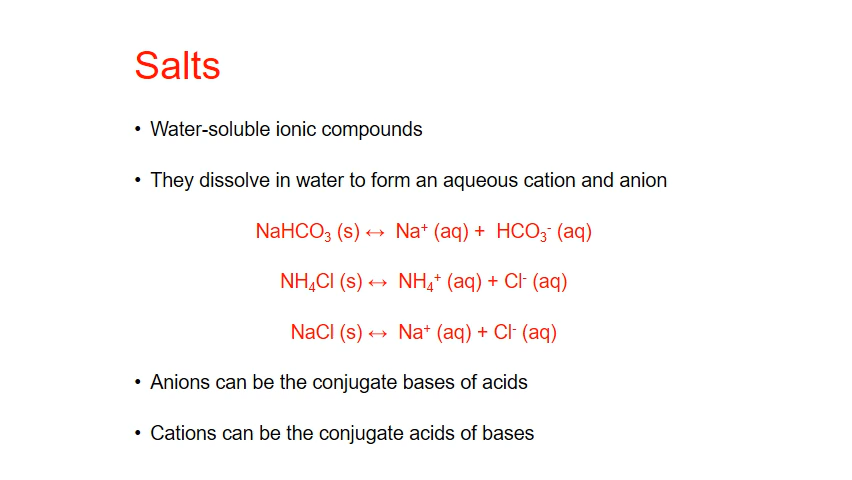 Salts
• Water-soluble ionic compounds
• They dissolve in water to form an aqueous cation and anion
NaHCO₃ (s) ↔ Na⁺ (aq) + HCO₃⁻ (aq)
NH₄Cl (s) ↔ NH₄⁺ (aq) + Cl⁻ (aq)
NaCl (s) ↔ Na⁺ (aq) + Cl⁻ (aq)
• Anions can be the conjugate bases of acids
• Cations can be the conjugate acids of bases